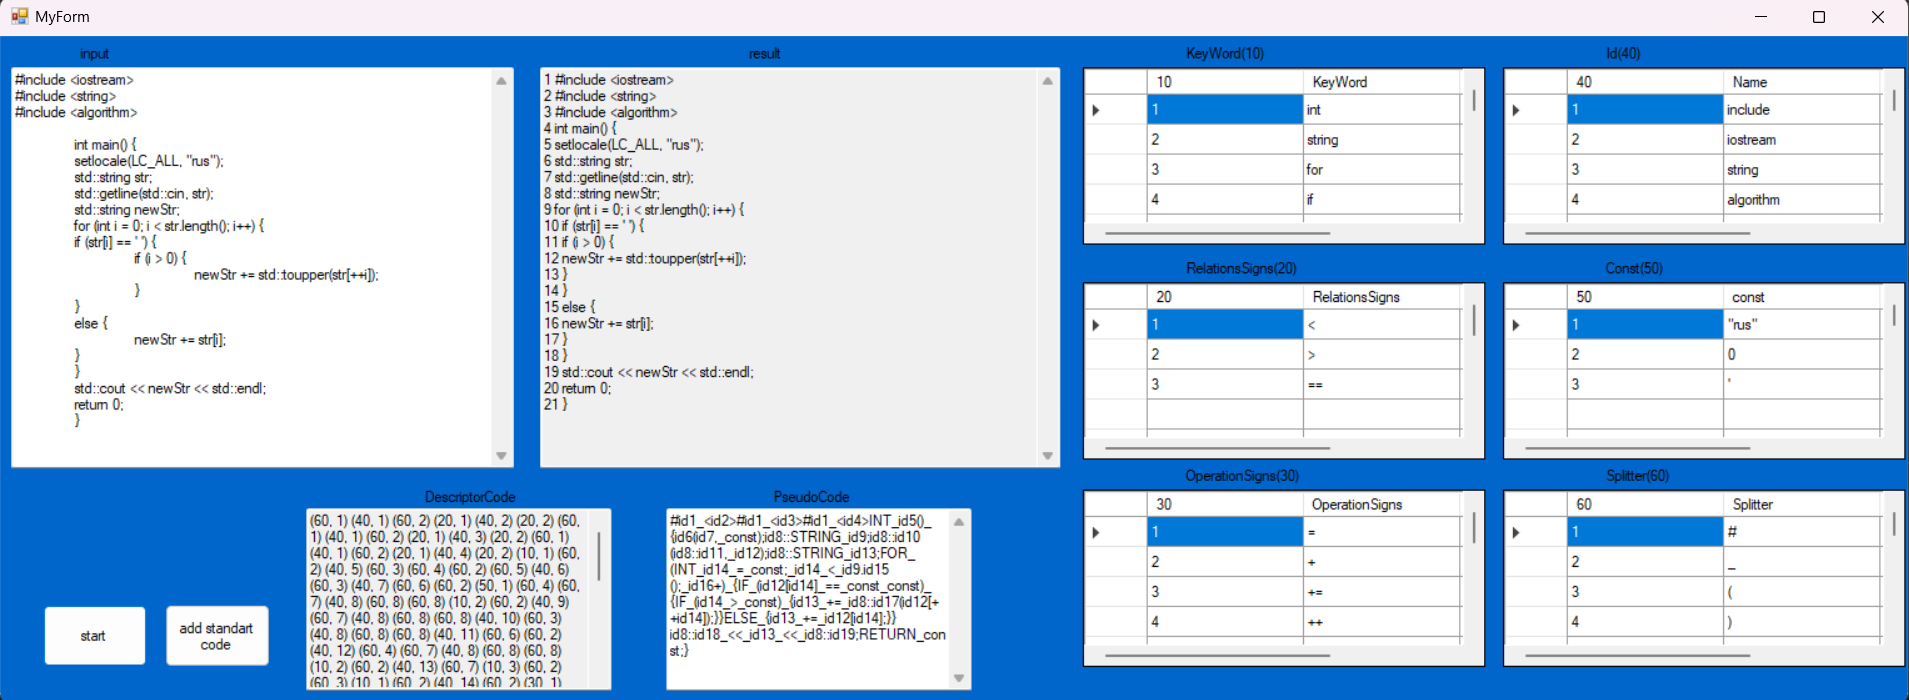 MyForm
input
#include <iostream>
#include <string>
#include <algorithm>
int main() {
setlocale(LC_ALL, "rus");
std::string str;
std::getline(std::cin, str);
std::string newStr;
for (int i = 0; i < str.length(); i++) {
if (str[i] == ' ') {
if (i > 0) {
newStr += std::toupper(str[++i]);
}
}
else {
newStr += str[i];
}
}
std::cout << newStr << std::endl;
return 0;
}
result
1 #include <iostream>
2 #include <string>
3 #include <algorithm>
4 int main() {
5 setlocale(LC_ALL, "rus");
6 std::string str;
7 std::getline(std::cin, str);
8 std::string newStr;
9 for (int i = 0; i < str.length(); i++) {
10 if (str[i] == ' ') {
11 if (i > 0) {
12 newStr += std::toupper(str[++i]);
13 }
14 }
15 else {
16 newStr += str[i];
17 }
18 }
19 std::cout << newStr << std::endl;
20 return 0;
21 }
KeyWord(10)
10 KeyWord
1 int
2 string
3 for
4 if
Id(40)
40 Name
1 include
2 iostream
3 string
4 algorithm
RelationsSigns(20)
20 RelationsSigns
1 <
2 >
3 ==
Const(50)
50 const
1 "rus"
2 0
3 '
OperationSigns(30)
30 OperationSigns
1 =
2 +
3 +=
4 ++
Splitter(60)
60 Splitter
1 #
2 _
3 (
4 )
start
add standart
code
DescriptorCode
(60, 1) (40, 1) (60, 2) (20, 1) (40, 2) (20, 2) (60,
1) (40, 1) (60, 2) (20, 1) (40, 3) (20, 2) (60, 1)
(40, 1) (60, 2) (20, 1) (40, 4) (20, 2) (10, 1) (60,
2) (40, 5) (60, 3) (60, 4) (60, 2) (60, 5) (40, 6)
(60, 3) (40, 7) (60, 6) (60, 2) (50, 1) (60, 4) (60,
7) (40, 8) (60, 8) (60, 8) (10, 2) (60, 2) (40, 9)
(60, 7) (40, 8) (60, 8) (60, 8) (40, 10) (60, 3)
(40, 8) (60, 8) (60, 8) (40, 11) (60, 6) (60, 2)
(40, 12) (60, 4) (60, 7) (40, 8) (60, 8) (60, 8)
(10, 2) (60, 2) (40, 13) (60, 7) (10, 3) (60, 2)
(60, 3) (10, 1) (60, 2) (40, 14) (60, 2) (30, 1)
PseudoCode
#id1_<id2>#id1_<id3>#id1_<id4>INT_id5()_
{id6(id7,_const);id8::STRING_id9;id8::id10
(id8::id11,_id12);id8::STRING_id13;FOR_
(INT_id14_=_const;_id14_<_id9.id15
();_id16+)_{IF_(id12[id14]_==_const_const)_
{IF_(id14_>_const)_{id13_+=_id8::id17(id12[+
+id14]);}}ELSE_{id13_+=_id12[id14];}}
id8::id18_<<_id13_<<_id8::id19;RETURN_con
st;}